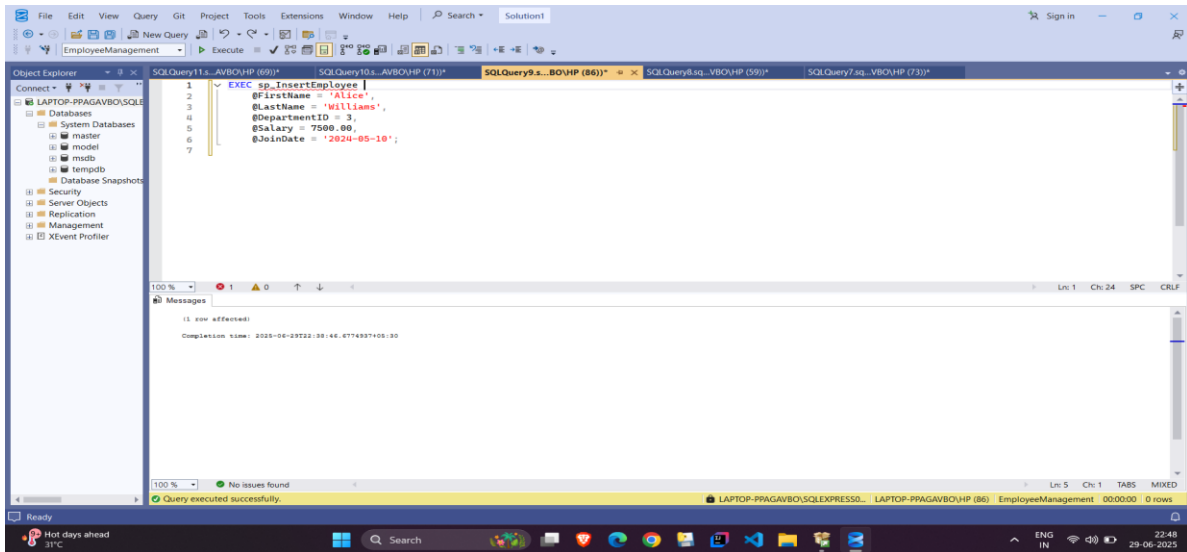 File Edit View Query Git Project Tools Extensions Window Help Search Solution1 Sign in
New Query
EmployeeManagement Execute
Object Explorer SQLQuery11.s...AVBO\HP (69))* SQLQuery10.s...AVBO\HP (71))* SQLQuery9.s...BO\HP (86))* SQLQuery8.sq...VBO\HP (59))* SQLQuery7.sq...VBO\HP (73))*
Connect
LAPTOP-PPAGAVBO\SQLE
Databases
System Databases
master
model
msdb
tempdb
Database Snapshots
Security
Server Objects
Replication
Management
XEvent Profiler
1 EXEC sp_InsertEmployee
2 @FirstName = 'Alice',
3 @LastName = 'Williams',
4 @DepartmentID = 3,
5 @Salary = 7500.00,
6 @JoinDate = '2024-05-10';
7
100 % 1 0 Ln: 1 Ch: 24 SPC CRLF
Messages
(1 row affected)
Completion time: 2025-06-29T22:38:46.6774937+05:30
100 % No issues found Ln: 5 Ch: 1 TABS MIXED
Query executed successfully. LAPTOP-PPAGAVBO\SQLEXPRESS0... LAPTOP-PPAGAVBO\HP (86) EmployeeManagement 00:00:00 0 rows
Ready
Hot days ahead
31°C
Search
ENG
IN
22:48
29-06-2025